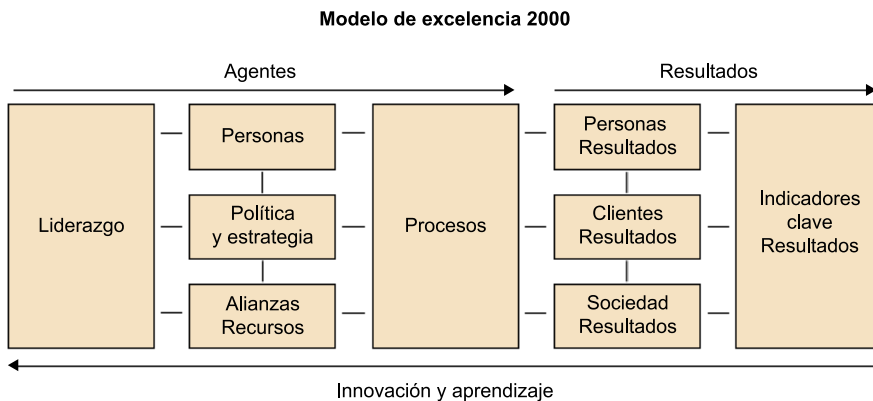 Modelo de excelencia 2000
Agentes
Resultados
Liderazgo
Personas
Política
y estrategia
Alianzas
Recursos
Procesos
Personas
Resultados
Clientes
Resultados
Sociedad
Resultados
Indicadores
clave
Resultados
Innovación y aprendizaje